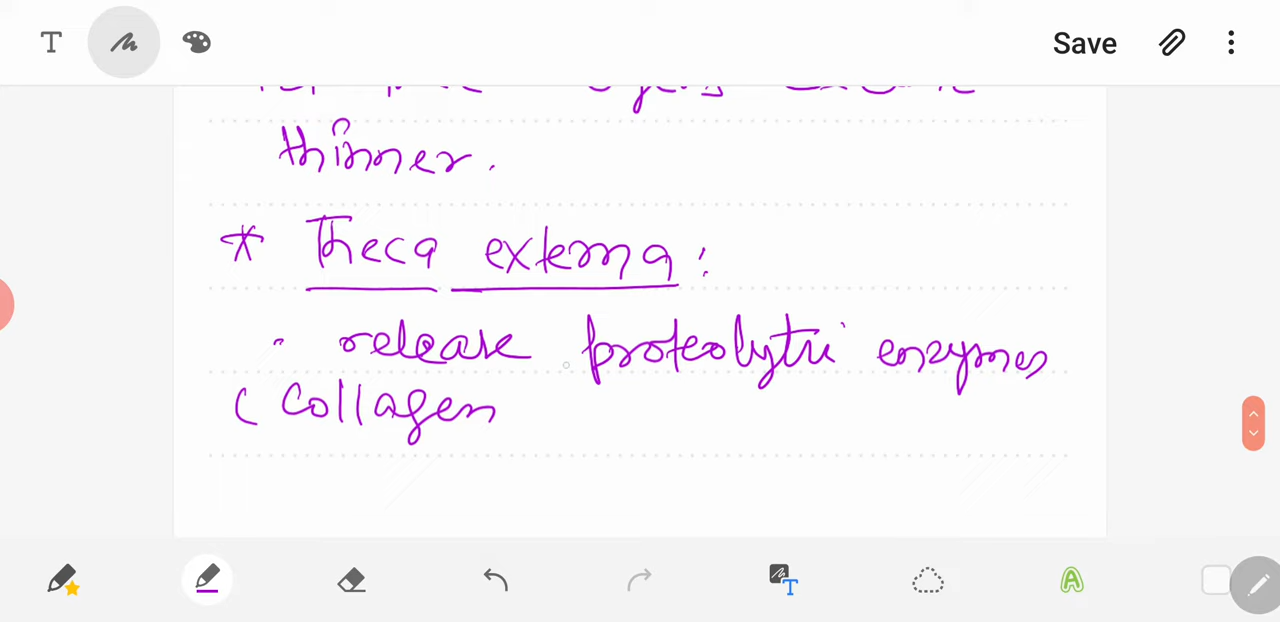 T Save
thinner.
* Theca externa :
• release proteolytic enzymes
( Collagen
T
A